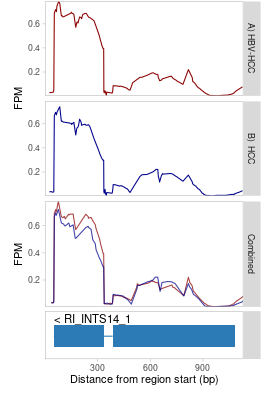 A) HBV-HCC
0.6
0.4
0.2
FPM
B) HCC
0.6
0.4
0.2
Combined
0.6
0.4
0.2
FPM
< RI_INTS14_1
300 600 900
Distance from region start (bp)